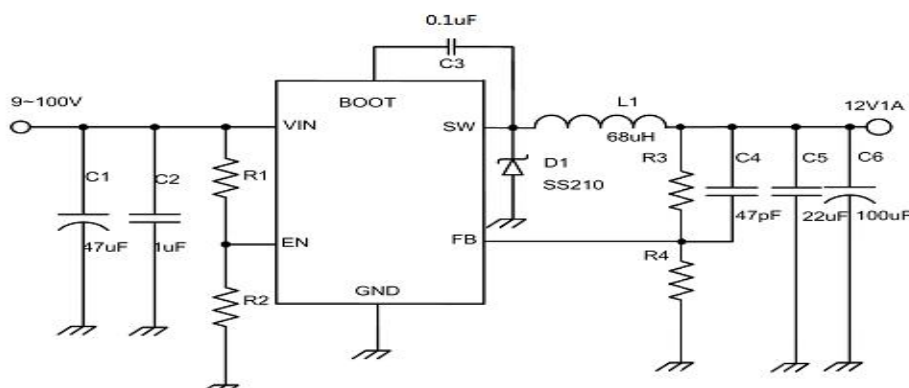 0.1uF
C3
9~100V
BOOT
L1
12V1A
VIN
SW
68uH
R3
C4
C5
C6
C1
C2
R1
D1
SS210
47uF
1uF
EN
FB
47pF
22uF
100uF
R4
R2
GND